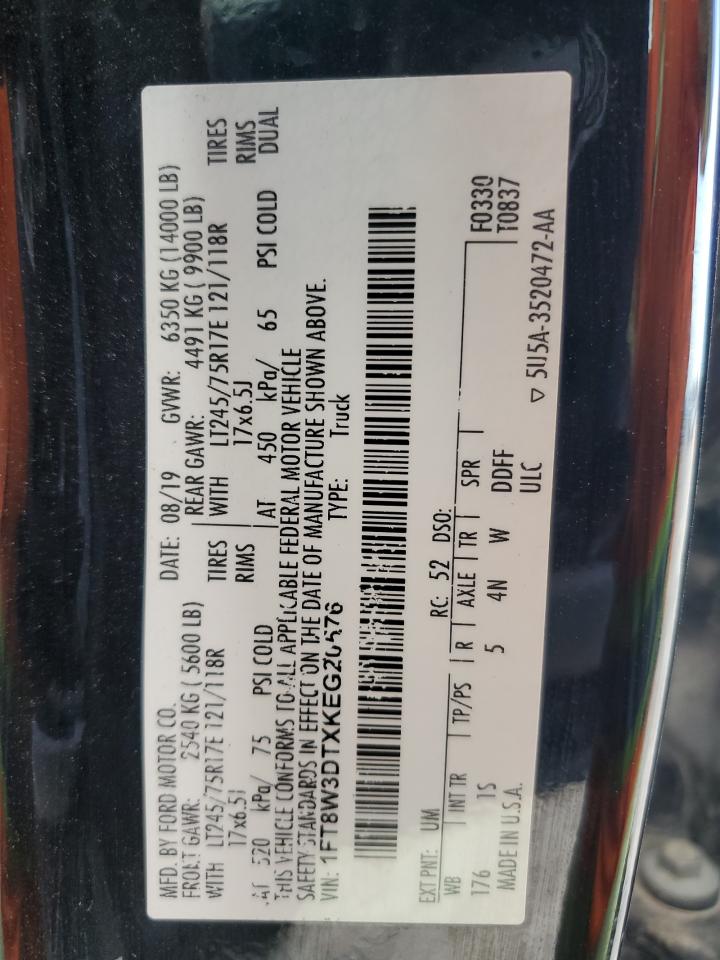 MFD. BY FORD MOTOR CO. DATE: 08/19 GVWR: 6350 KG (14000 LB)
FRONT GAWR: 2540 KG ( 5600 LB) REAR GAWR: 4491 KG ( 9900 LB)
WITH LT245/75R17E 121/118R TIRES WITH LT245/75R17E 121/118R TIRES
17x6.5J RIMS 17x6.5J RIMS
AT 520 kPa/ 75 PSI COLD AT 450 kPa/ 65 PSI COLD DUAL
THIS VEHICLE CONFORMS TO ALL APPLICABLE FEDERAL MOTOR VEHICLE
SAFETY STANDARDS IN EFFECT ON THE DATE OF MANUFACTURE SHOWN ABOVE.
VIN: 1FT8W3DTXKEG20576 TYPE: Truck
EXT PNT: UM RC: 52 DSO:
WB INT TR TP/PS R AXLE TR SPR F0330
176 1S 5 4N W DDFF T0837
MADE IN U.S.A. ULC
▽ 5U5A-3520472-AA